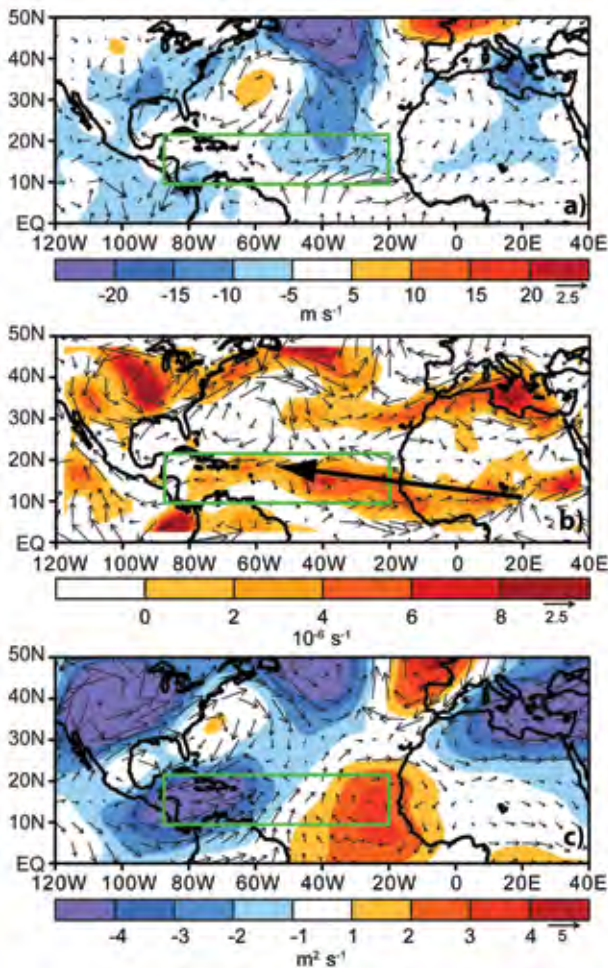 50N
40N
30N
20N
10N
EQ
a)
120W 100W 80W 60W 40W 20W 0 20E 40E
-20 -15 -10 -5 5 10 15 20 2.5
m s⁻¹
50N
40N
30N
20N
10N
EQ
b)
120W 100W 80W 60W 40W 20W 0 20E 40E
0 2 4 6 8 2.5
10⁻⁶ s⁻¹
50N
40N
30N
20N
10N
EQ
c)
120W 100W 80W 60W 40W 20W 0 20E 40E
-4 -3 -2 -1 1 2 3 4 5
m² s⁻¹